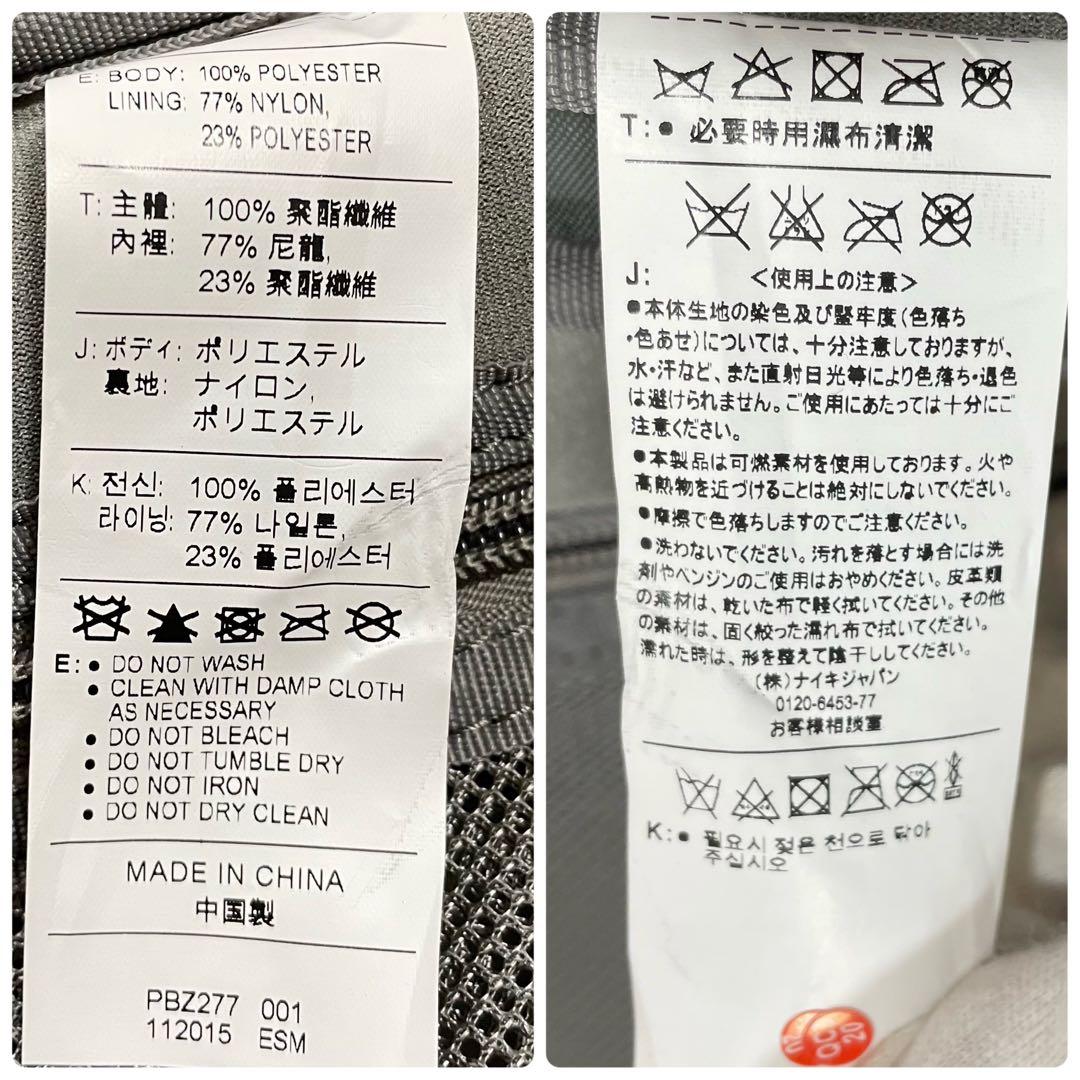 E: BODY: 100% POLYESTER
LINING: 77% NYLON,
23% POLYESTER
T: 主體: 100% 聚酯纖維
內裡: 77% 尼龍,
23% 聚酯纖維
J: ボディ: ポリエステル
裏地: ナイロン,
ポリエステル
K: 전신: 100% 폴리에스터
라이닝: 77% 나일론,
23% 폴리에스터
E: • DO NOT WASH
• CLEAN WITH DAMP CLOTH
AS NECESSARY
• DO NOT BLEACH
• DO NOT TUMBLE DRY
• DO NOT IRON
• DO NOT DRY CLEAN
MADE IN CHINA
中国製
PBZ277 001
112015 ESM
T: • 必要時用濕布清潔
J: <使用上の注意>
●本体生地の染色及び堅牢度(色落ち
・色あせ)については、十分注意しておりますが、
水・汗など、また直射日光等により色落ち・退色
は避けられません。ご使用にあたっては十分にご
注意ください。
●本製品は可燃素材を使用しております。火や
高熱物を近づけることは絶対にしないでください。
●摩擦で色落ちしますのでご注意ください。
●洗わないでください。汚れを落とす場合には洗
剤やベンジンのご使用はおやめください。皮革類
の素材は、乾いた布で軽く拭いてください。その他
の素材は、固く絞った濡れ布で拭いてください。
濡れた時は、形を整えて陰干ししてください。
(株)ナイキジャパン
0120-6453-77
お客様相談室
K: • 필요시 젖은 천으로 닦아
주십시오
QC
20